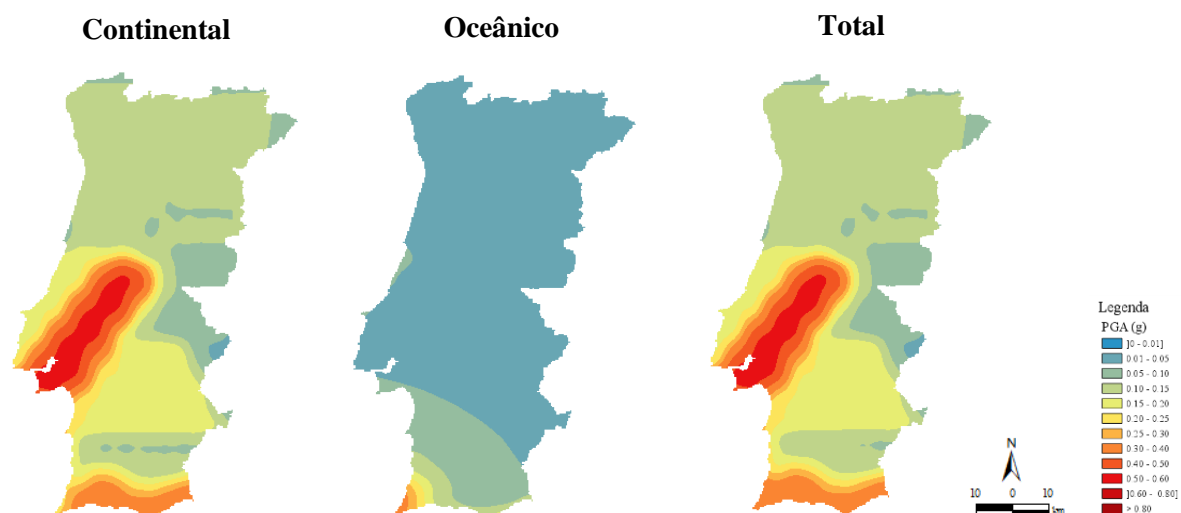 Continental
Oceânico
Total
Legenda
PGA (g)
]0 - 0.01]
0.01 - 0.05
0.05 - 0.10
0.10 - 0.15
0.15 - 0.20
0.20 - 0.25
0.25 - 0.30
0.30 - 0.40
0.40 - 0.50
0.50 - 0.60
]0.60 - 0.80]
> 0.80
N
10 0 10
km